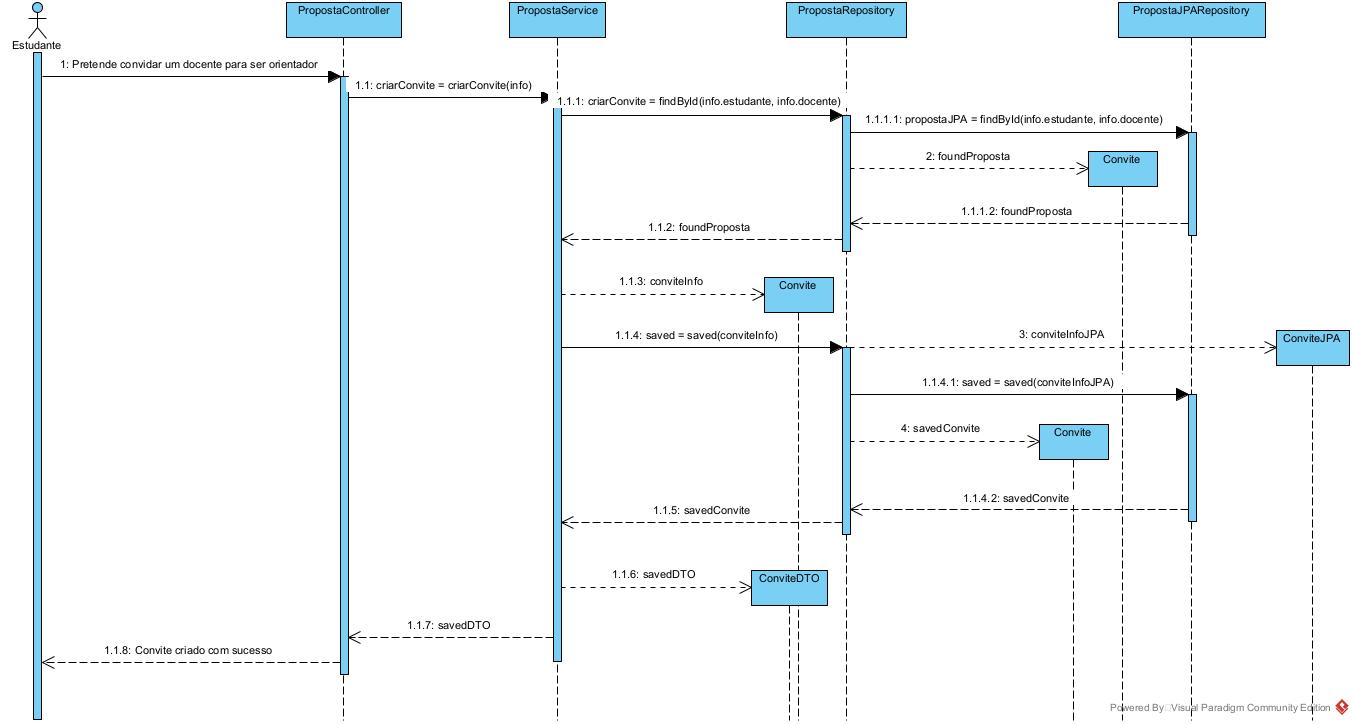 PropostaController
PropostaService
PropostaRepository
PropostaJPARepository
Estudante
1: Pretende convidar um docente para ser orientador
1.1: criarConvite = criarConvite(info)
1.1.1: criarConvite = findById(info.estudante, info.docente)
1.1.1.1: propostaJPA = findById(info.estudante, info.docente)
2: foundProposta
Convite
1.1.1.2: foundProposta
1.1.2: foundProposta
1.1.3: conviteInfo
Convite
1.1.4: saved = saved(conviteInfo)
3: conviteInfoJPA
ConviteJPA
1.1.4.1: saved = saved(conviteInfoJPA)
4: savedConvite
Convite
1.1.4.2: savedConvite
1.1.5: savedConvite
1.1.6: savedDTO
ConviteDTO
1.1.7: savedDTO
1.1.8: Convite criado com sucesso
Powered By Visual Paradigm Community Edition